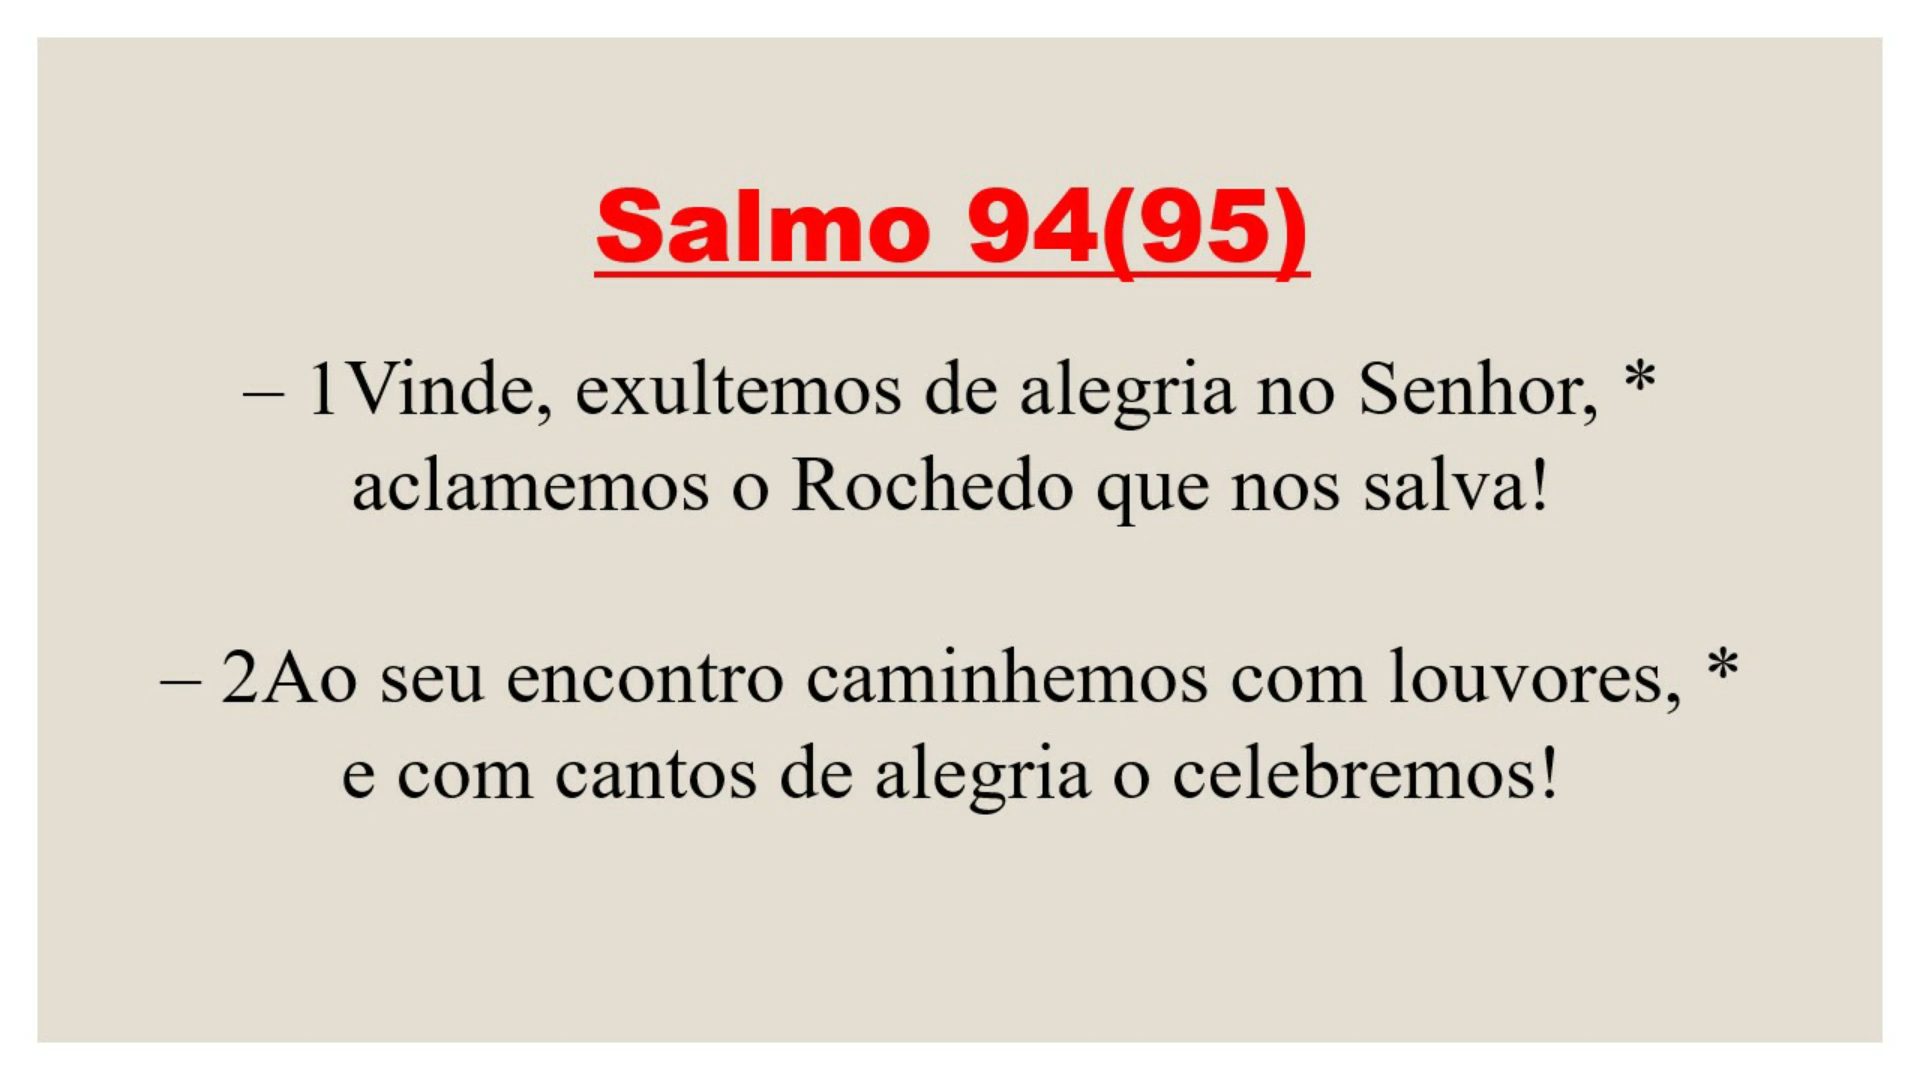 Salmo 94(95)
– 1Vinde, exultemos de alegria no Senhor, *
aclamemos o Rochedo que nos salva!
– 2Ao seu encontro caminhemos com louvores, *
e com cantos de alegria o celebremos!